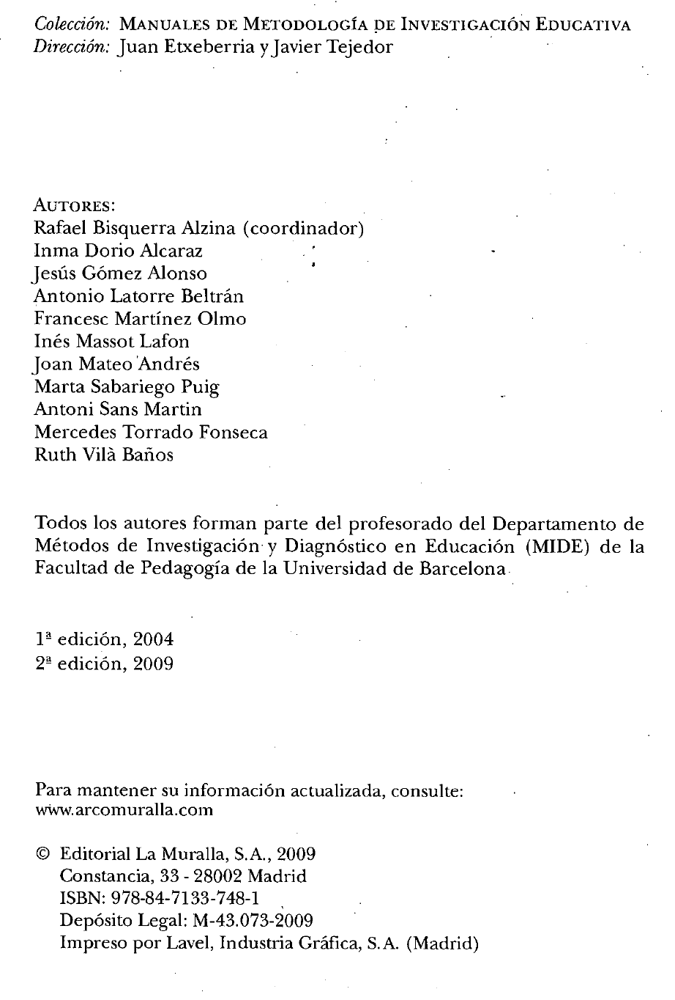 Colección: MANUALES DE METODOLOGÍA DE INVESTIGACIÓN EDUCATIVA
Dirección: Juan Etxeberria y Javier Tejedor
AUTORES:
Rafael Bisquerra Alzina (coordinador)
Inma Dorio Alcaraz
Jesús Gómez Alonso
Antonio Latorre Beltrán
Francesc Martínez Olmo
Inés Massot Lafon
Joan Mateo Andrés
Marta Sabariego Puig
Antoni Sans Martin
Mercedes Torrado Fonseca
Ruth Vilà Baños
Todos los autores forman parte del profesorado del Departamento de
Métodos de Investigación y Diagnóstico en Educación (MIDE) de la
Facultad de Pedagogía de la Universidad de Barcelona
1ª edición, 2004
2ª edición, 2009
Para mantener su información actualizada, consulte:
www.arcomuralla.com
© Editorial La Muralla, S.A., 2009
Constancia, 33 - 28002 Madrid
ISBN: 978-84-7133-748-1
Depósito Legal: M-43.073-2009
Impreso por Lavel, Industria Gráfica, S.A. (Madrid)